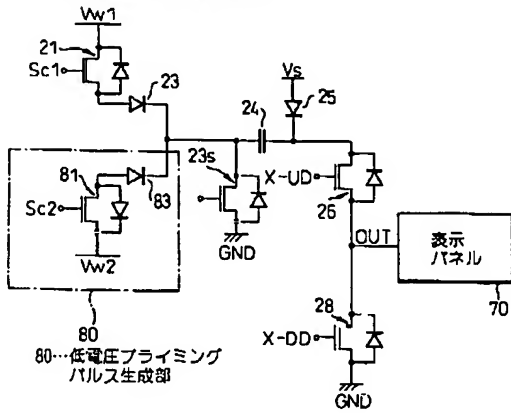 Vw1
21
Sc1
23
Vs
25
24
23s
81
83
Sc2
Vw2
X-UD
26
GND
OUT
表示
パネル
70
80
28
X-DD
GND
80…低電圧プライミング
パルス生成部